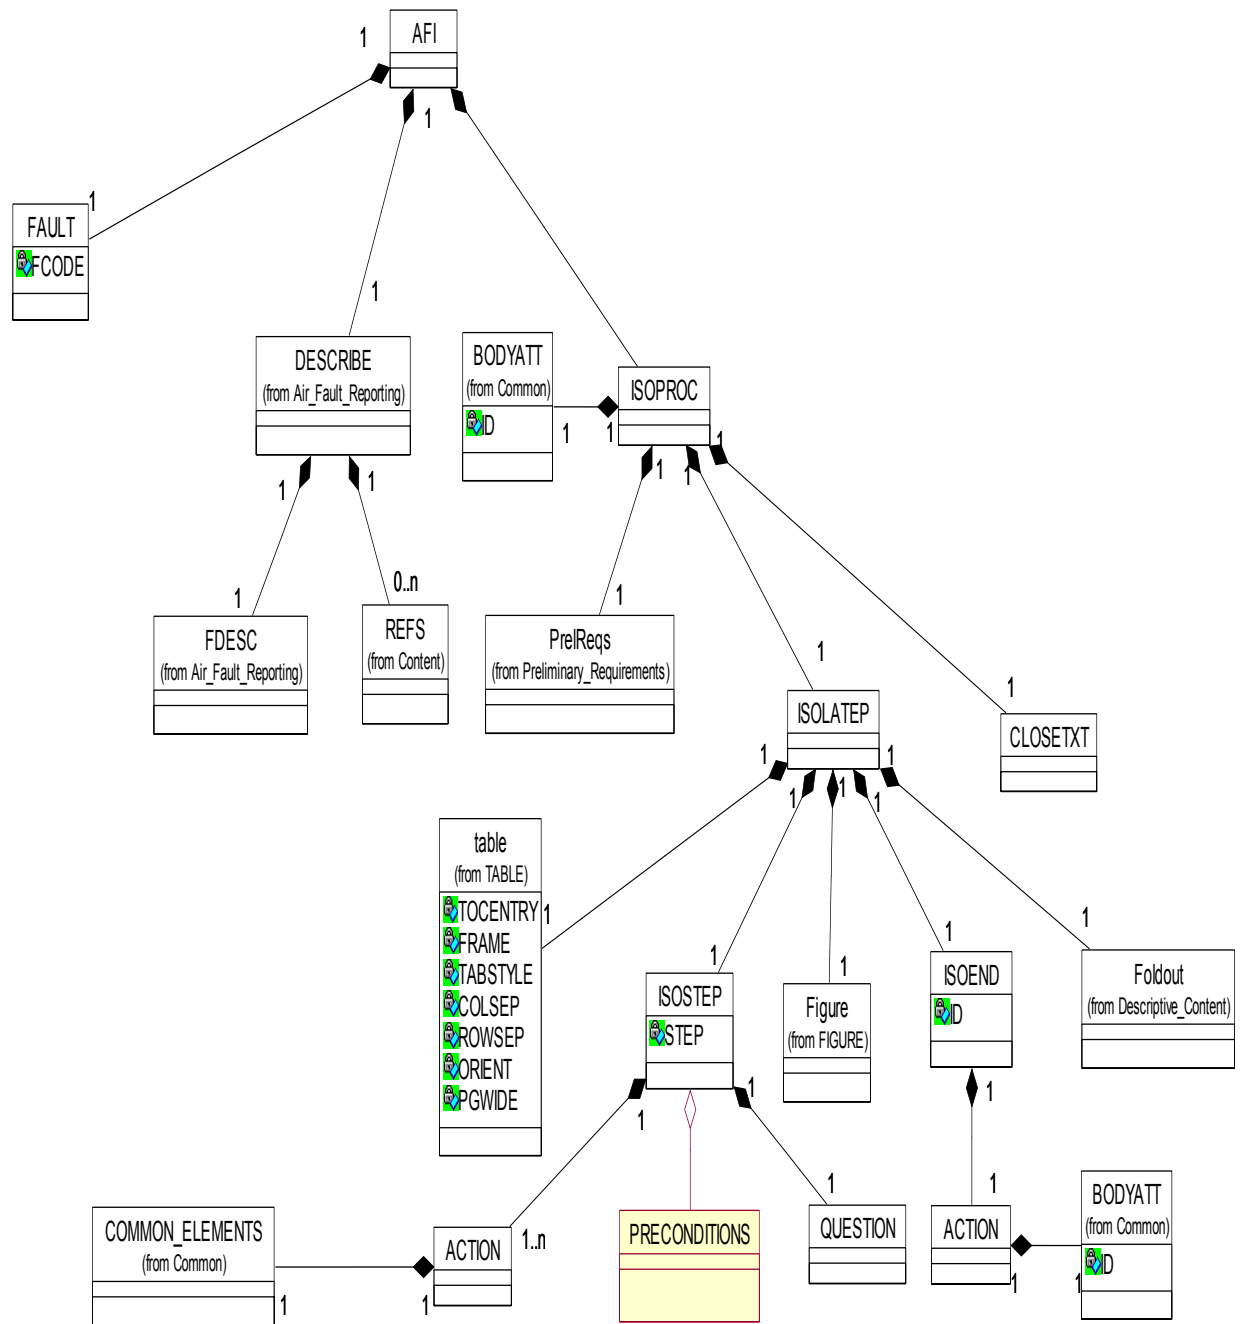 AFI
1
1
1
FAULT
FCODE
1
DESCRIBE
(from Air_Fault_Reporting)
BODYATT
(from Common)
ID
ISOPROC
1
1
1
1
1
1
1
1
0..n
1
1
1
FDESC
(from Air_Fault_Reporting)
REFS
(from Content)
PrelReqs
(from Preliminary_Requirements)
ISOLATEP
CLOSETXT
1
1
1
1
1
table
(from TABLE)
TOCENTRY
FRAME
TABSTYLE
COLSEP
ROWSEP
ORIENT
PGWIDE
1
1
1
1
1
ISOSTEP
STEP
Figure
(from FIGURE)
ISOEND
ID
Foldout
(from Descriptive_Content)
1
1
1
1
1
1..n
COMMON_ELEMENTS
(from Common)
ACTION
PRECONDITIONS
QUESTION
ACTION
BODYATT
(from Common)
ID
1
1
1
1